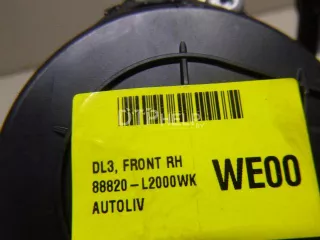 DL3, FRONT RH
88820-L2000WK
AUTOLIV
WE00